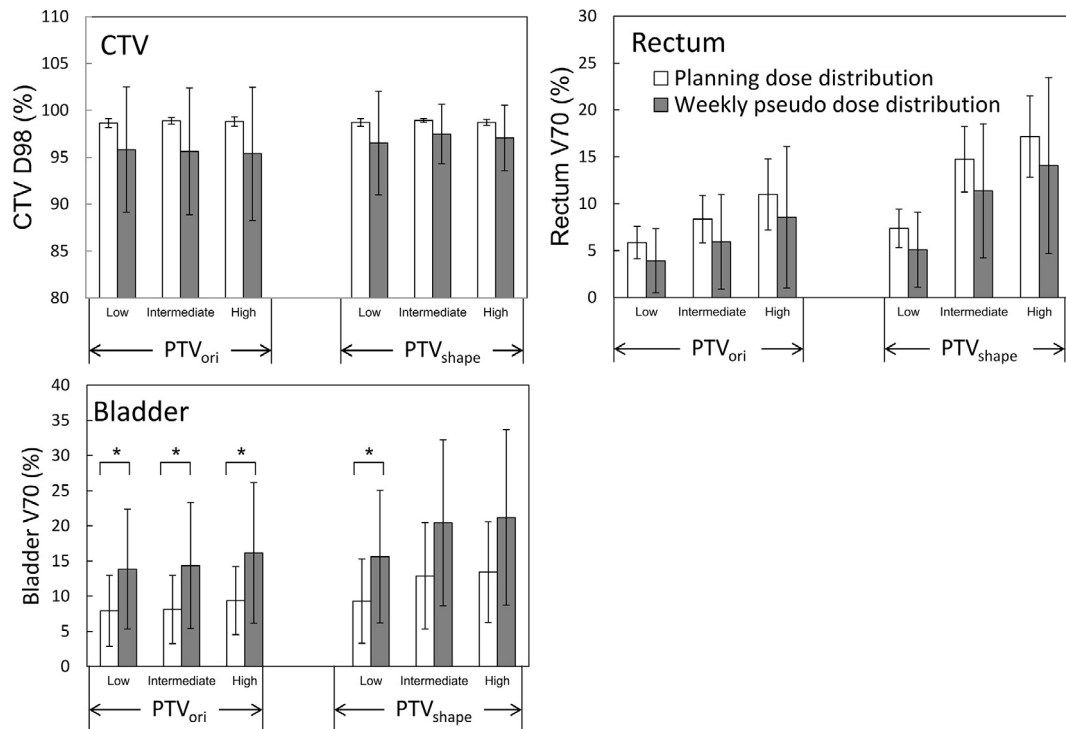 CTV
CTV D98 (%)
110
105
100
95
90
85
80
Low Intermediate High Low Intermediate High
PTVori PTVshape
Rectum
Planning dose distribution
Weekly pseudo dose distribution
Rectum V70 (%)
30
25
20
15
10
5
0
Low Intermediate High Low Intermediate High
PTVori PTVshape
Bladder
Bladder V70 (%)
40
35
30
25
20
15
10
5
0
* * * *
Low Intermediate High Low Intermediate High
PTVori PTVshape